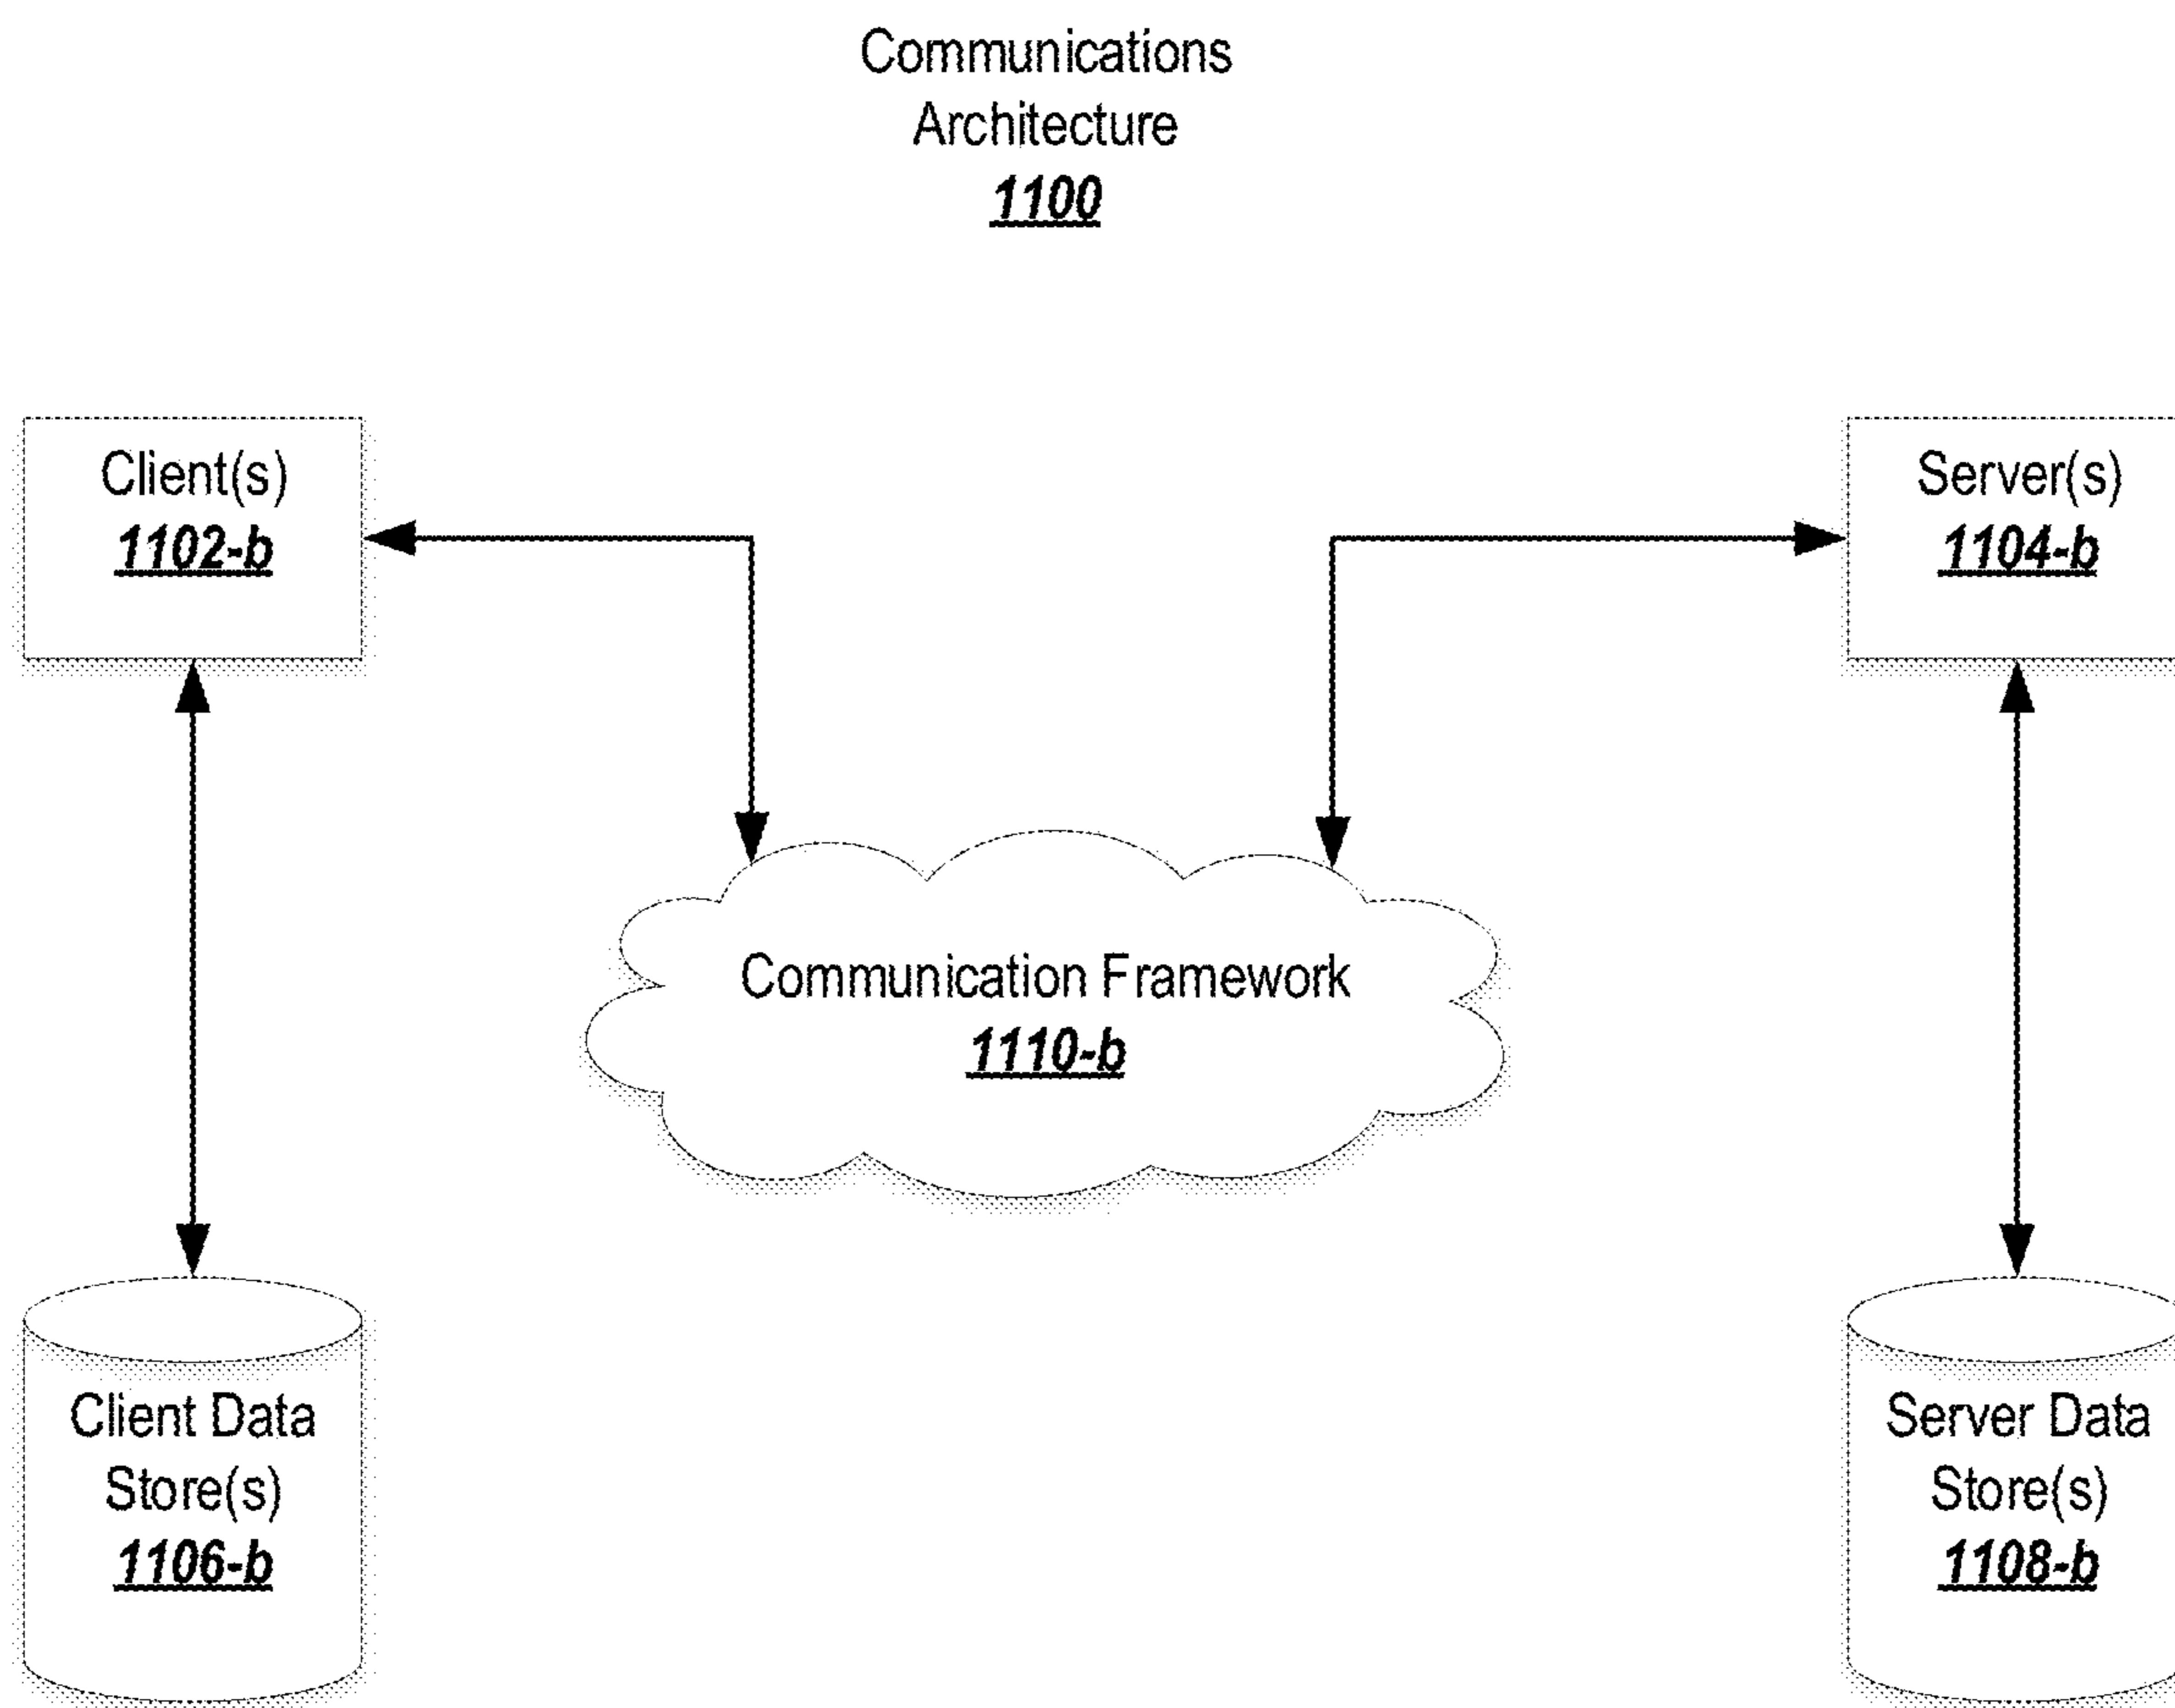 Communications
Architecture
1100
Client(s)
1102-b
Server(s)
1104-b
Communication Framework
1110-b
Client Data
Store(s)
1106-b
Server Data
Store(s)
1108-b